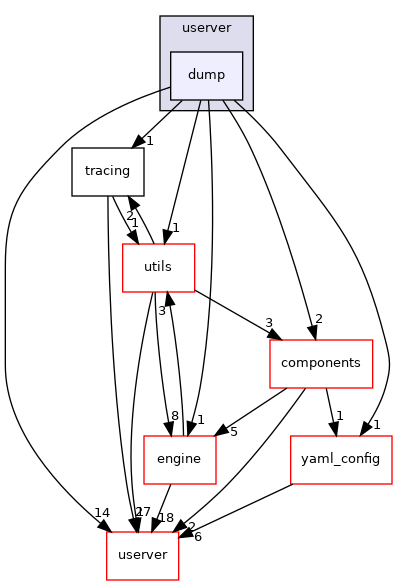 userver
dump
1
tracing
2
1
1
utils
3
3
2
components
8
1
5
1
1
engine
yaml_config
14
18
2
6
userver